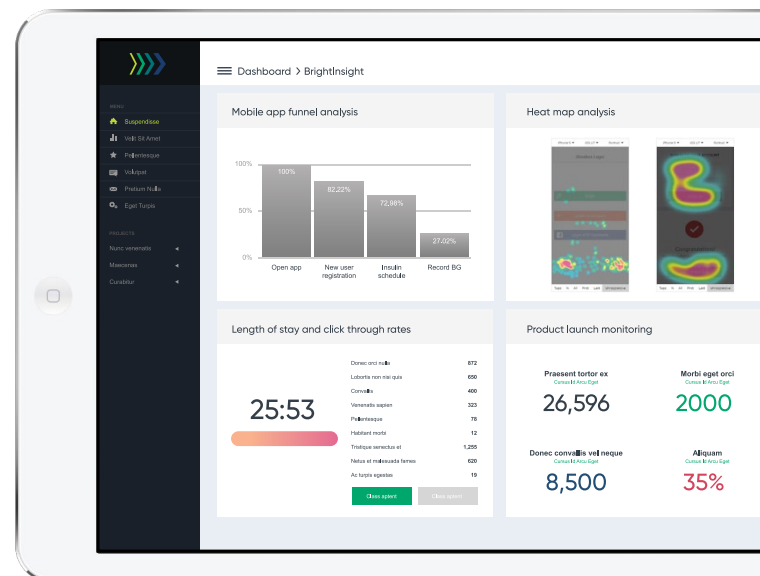 Dashboard > BrightInsight
MENU
Suspendisse
Velit Sit Amet
Pellentesque
Volutpat
Pretium Nulla
Eget Turpis
PROJECTS
Nunc venenatis
Maecenas
Curabitur
Mobile app funnel analysis
100%
50%
0%
100%
82,22%
72,98%
27.02%
Open app
New user
registration
Insulin
schedule
Record BG
Heat map analysis
Length of stay and click through rates
25:53
Donec orci nulla 872
Lobortis non nisi quis 650
Convallis 400
Venenatis sapien 323
Pellentesque 78
Habitant morbi 12
Tristique senectus et 1,255
Netus et malesuada fames 620
Ac turpis egestas 19
Class aptent
Class aptent
Product launch monitoring
Praesent tortor ex
Cursus Id Arcu Eget
26,596
Morbi eget orci
Cursus Id Arcu Eget
2000
Donec convallis vel neque
Cursus Id Arcu Eget
8,500
Aliquam
Cursus Id Arcu Eget
35%